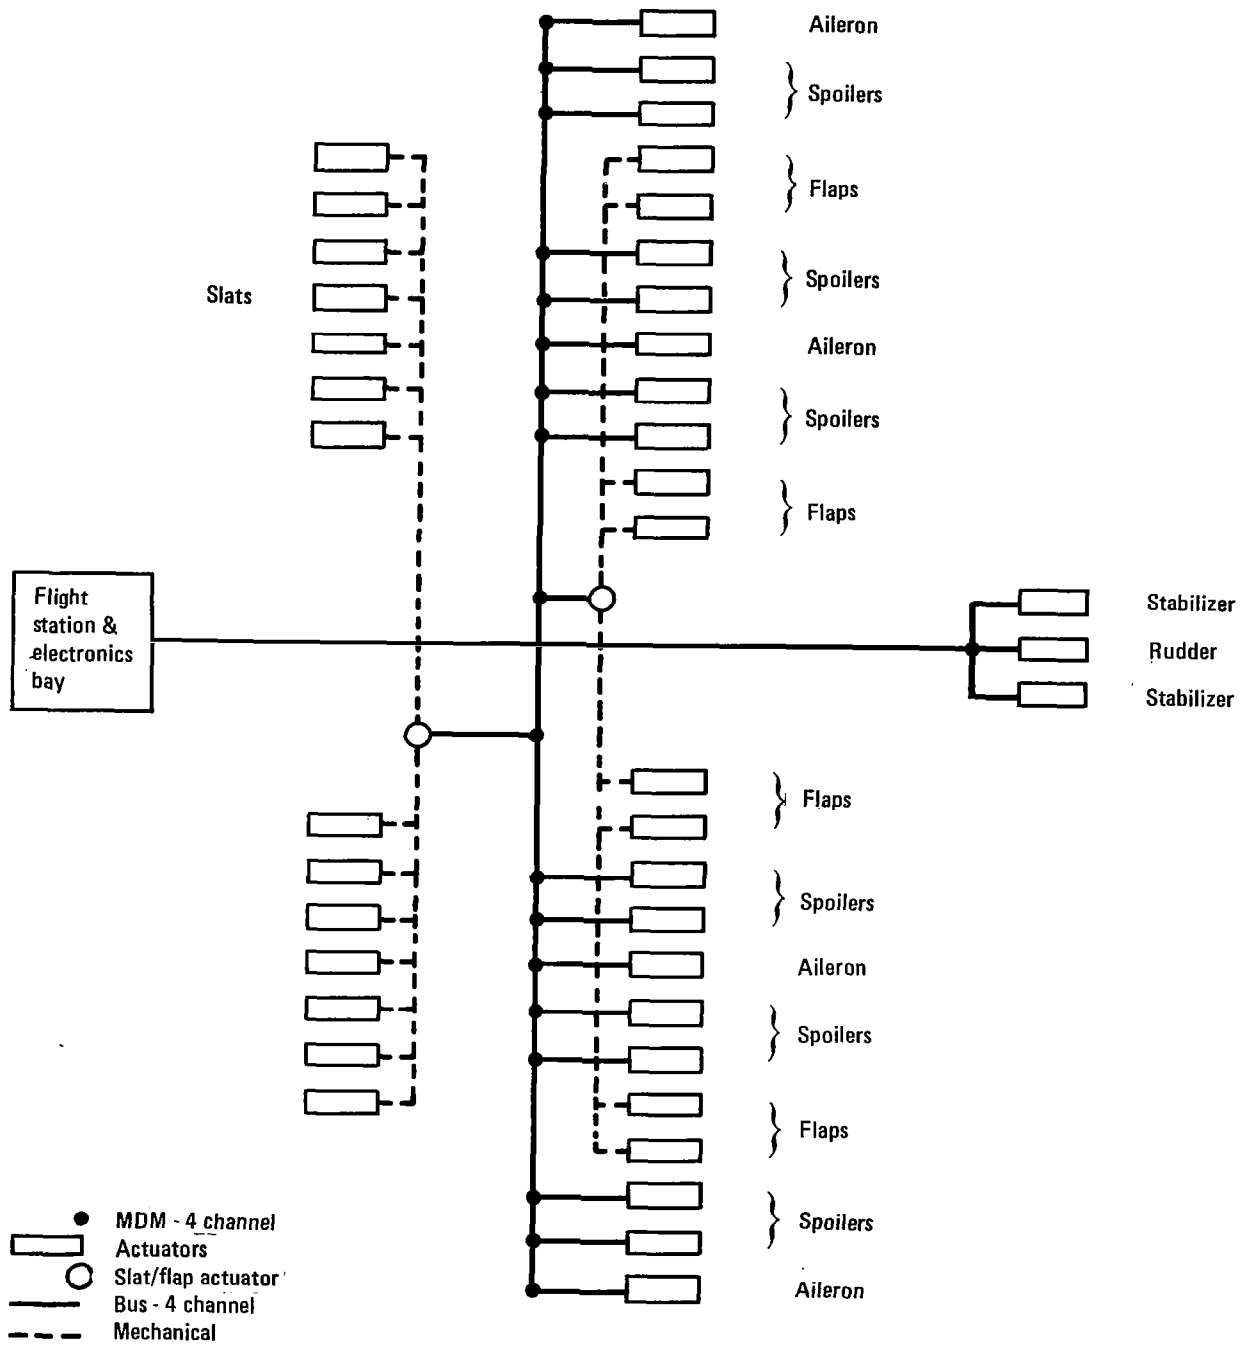 Aileron
Spoilers
Flaps
Spoilers
Slats
Aileron
Spoilers
Flaps
Flight
station &
electronics
bay
Stabilizer
Rudder
Stabilizer
Flaps
Spoilers
Aileron
Spoilers
Flaps
Spoilers
Aileron
MDM - 4 channel
Actuators
Slat/flap actuator
Bus - 4 channel
Mechanical